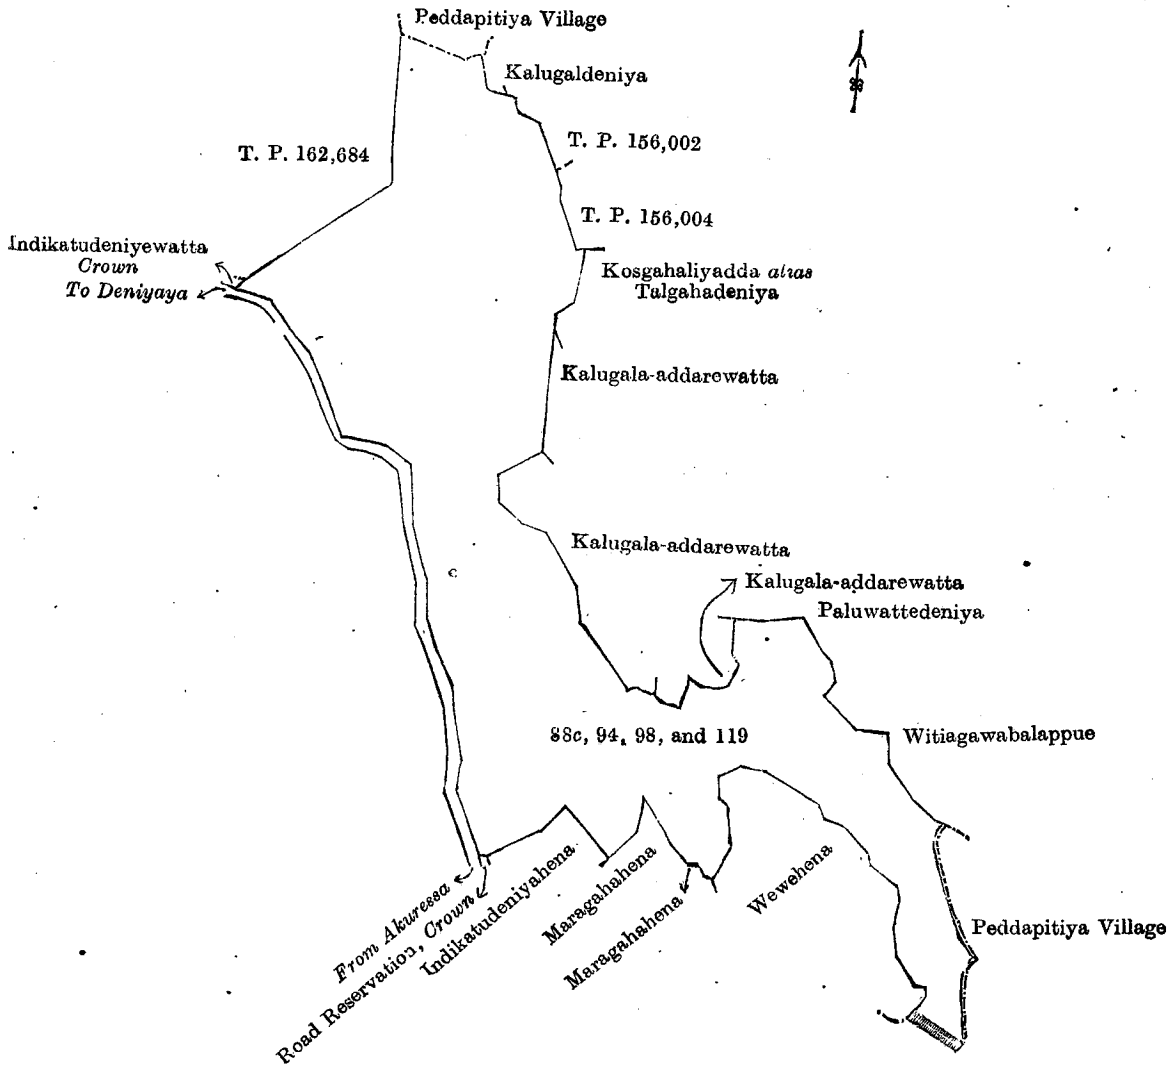 Peddapitiya Village
Kalugaldeniya
T. P. 156,002
T. P. 162,684
T. P. 156,004
Indikatudeniyewatta
Crown
To Deniyaya
Kosgahaliyadda alias
Talgahadeniya
Kalugala-addarewatta
Kalugala-addarewatta
Kalugala-addarewatta
Paluwattedeniya
88c, 94, 98, and 119
Witiagawabalappue
From Akuressa
Road Reservation, Crown
Indikatudeniyahena
Maragahahena
Maragahahena
Wewehena
Peddapitiya Village